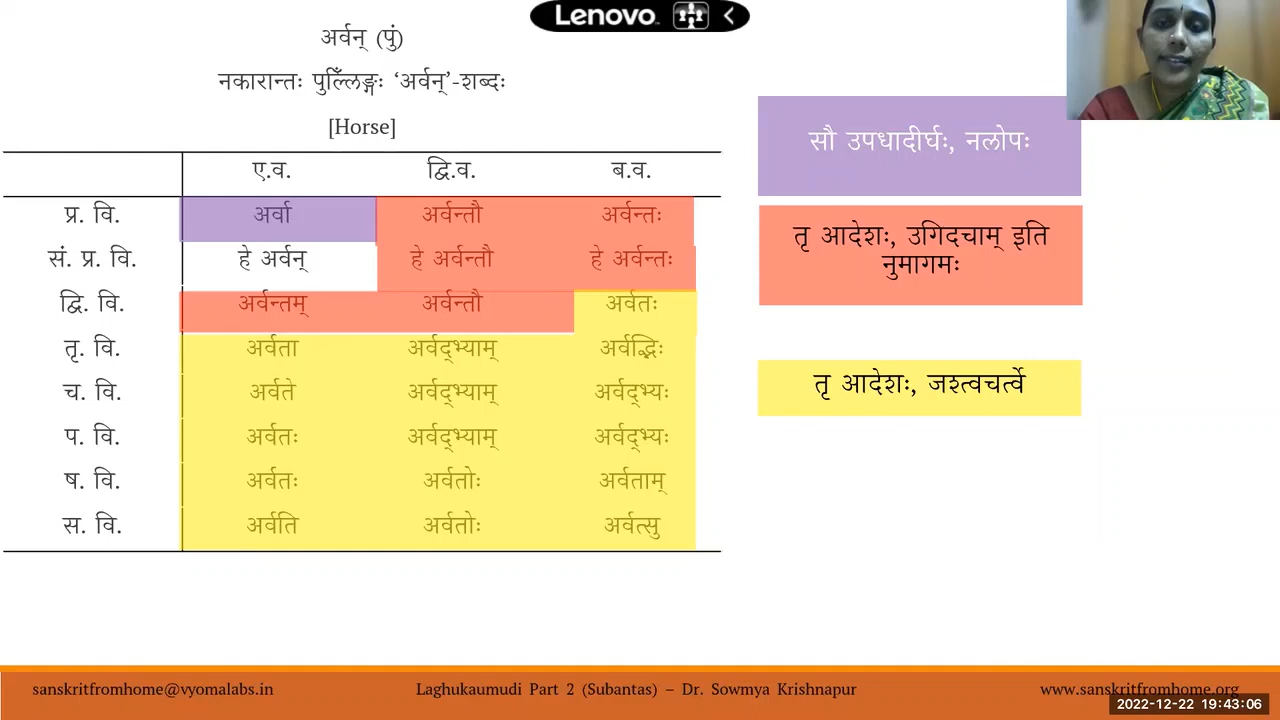 Lenovo
अर्वन् (पुं)
नकारान्तः पुल्लिँङ्गः ‘अर्वन्’-शब्दः
[Horse]
ए.व. द्वि.व. ब.व.
प्र. वि. अर्वा अर्वन्तौ अर्वन्तः
सं. प्र. वि. हे अर्वन् हे अर्वन्तौ हे अर्वन्तः
द्वि. वि. अर्वन्तम् अर्वन्तौ अर्वतः
तृ. वि. अर्वता अर्वद्भ्याम् अर्वद्भिः
च. वि. अर्वते अर्वद्भ्याम् अर्वद्भ्यः
प. वि. अर्वतः अर्वद्भ्याम् अर्वद्भ्यः
ष. वि. अर्वतः अर्वतोः अर्वताम्
स. वि. अर्वति अर्वतोः अर्वत्सु
सौ उपधादीर्घः, नलोपः
तृ आदेशः, उगिदचाम् इति
नुमागमः
तृ आदेशः, जश्त्वचर्त्वे
sanskritfromhome@vyomalabs.in Laghukaumudi Part 2 (Subantas) – Dr. Sowmya Krishnapur www.sanskritfromhome.org
2022-12-22 19:43:06